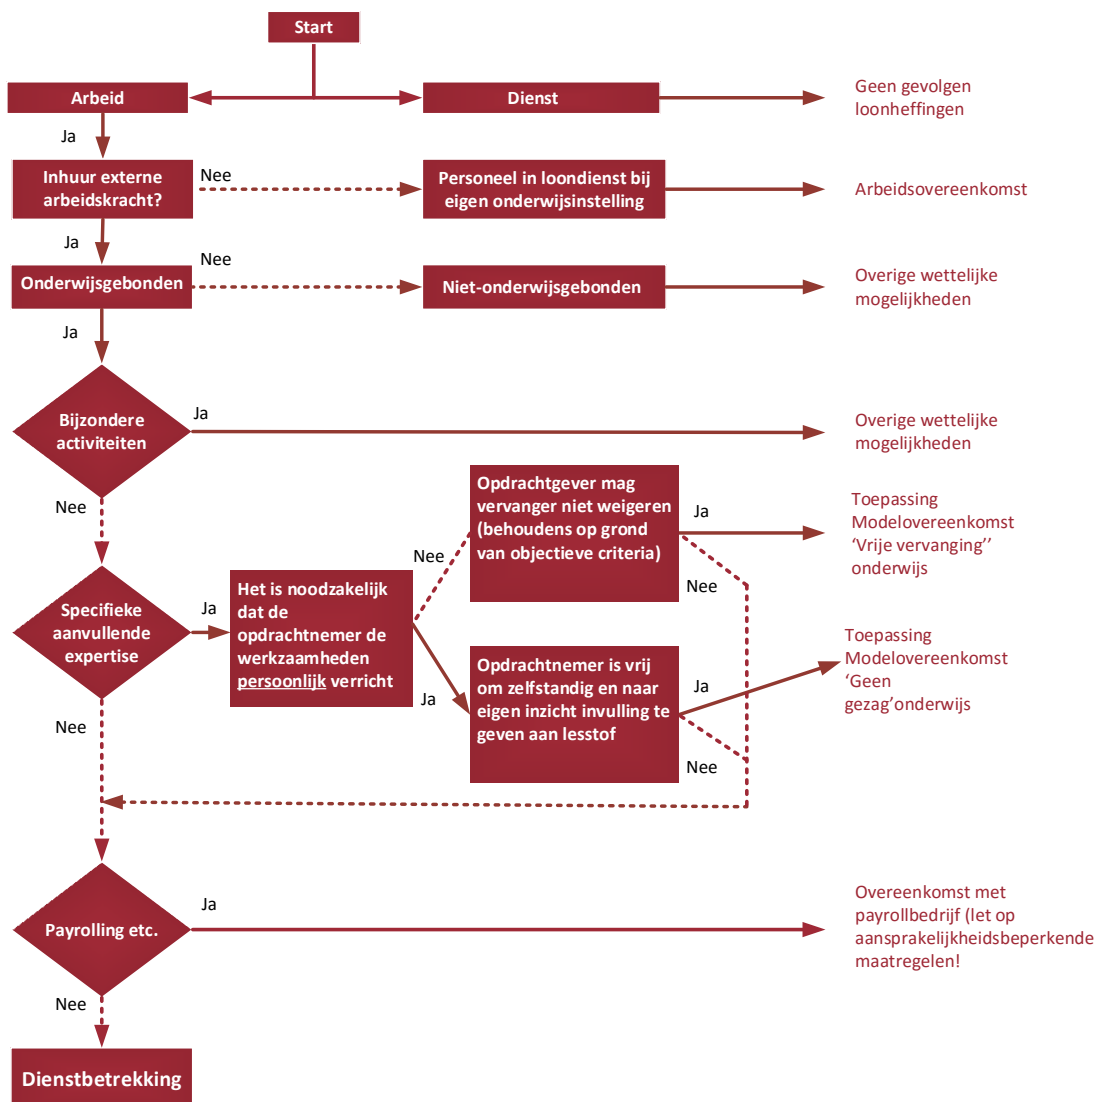 Start
Arbeid
Dienst
Geen gevolgen
loonheffingen
Ja
Inhuur externe
arbeidskracht?
Nee
Personeel in loondienst bij
eigen onderwijsinstelling
Arbeidsovereenkomst
Ja
Onderwijsgebonden
Nee
Niet-onderwijsgebonden
Overige wettelijke
mogelijkheden
Ja
Bijzondere
activiteiten
Ja
Overige wettelijke
mogelijkheden
Nee
Opdrachtgever mag
vervanger niet weigeren
(behoudens op grond
van objectieve criteria)
Ja
Toepassing
Modelovereenkomst
‘Vrije vervanging’’
onderwijs
Nee
Nee
Specifieke
aanvullende
expertise
Ja
Het is noodzakelijk
dat de
opdrachtnemer de
werkzaamheden
persoonlijk verricht
Ja
Opdrachtnemer is vrij
om zelfstandig en naar
eigen inzicht invulling te
geven aan lesstof
Ja
Toepassing
Modelovereenkomst
‘Geen
gezag’onderwijs
Nee
Nee
Payrolling etc.
Ja
Overeenkomst met
payrollbedrijf (let op
aansprakelijkheidsbeperkende
maatregelen!
Nee
Dienstbetrekking